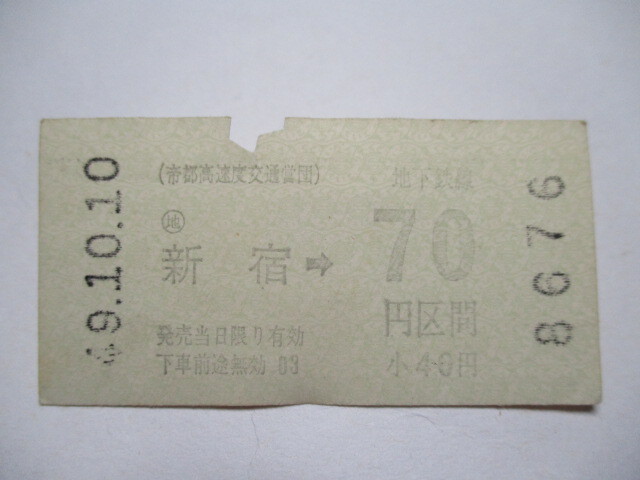 49.10.10
(帝都高速度交通営団)
地下鉄線
㊞地
新宿➡
70
円区間
発売当日限り有効
下車前途無効 03
小40円
8676